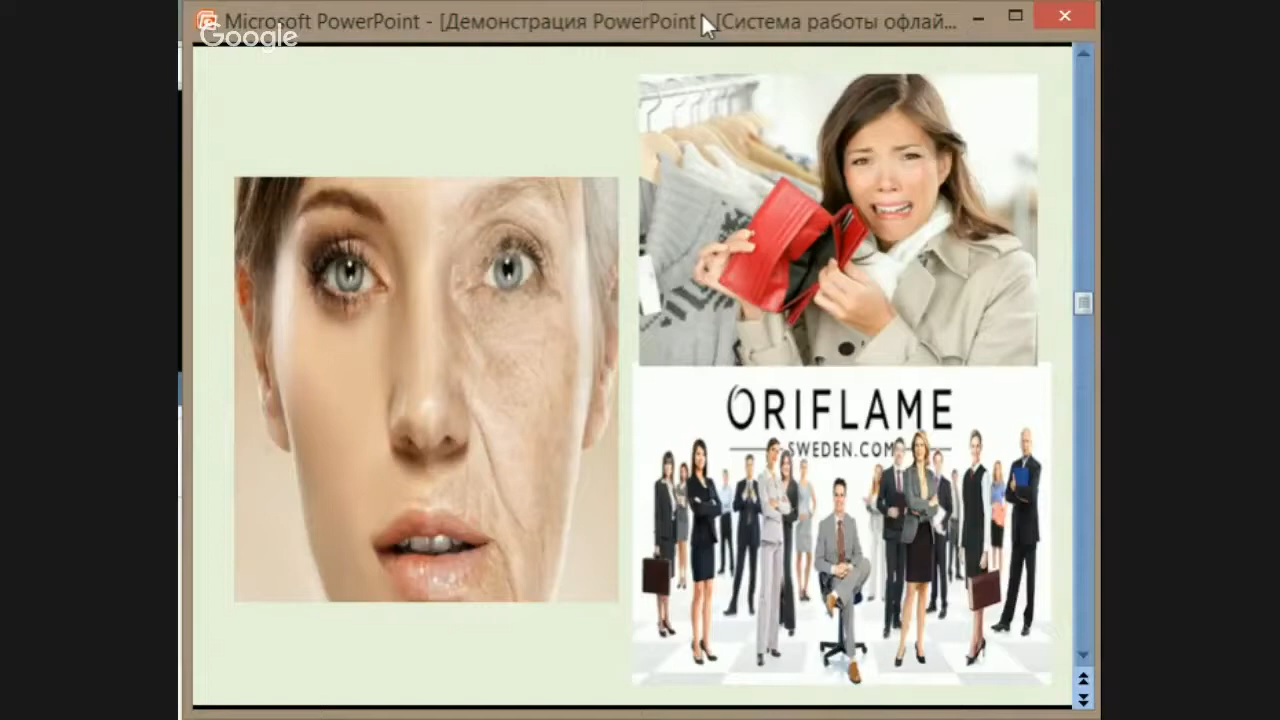 Microsoft PowerPoint - [Демонстрация PowerPoint - [Система работы офлай...
Google
ORIFLAME
SWEDEN.COM